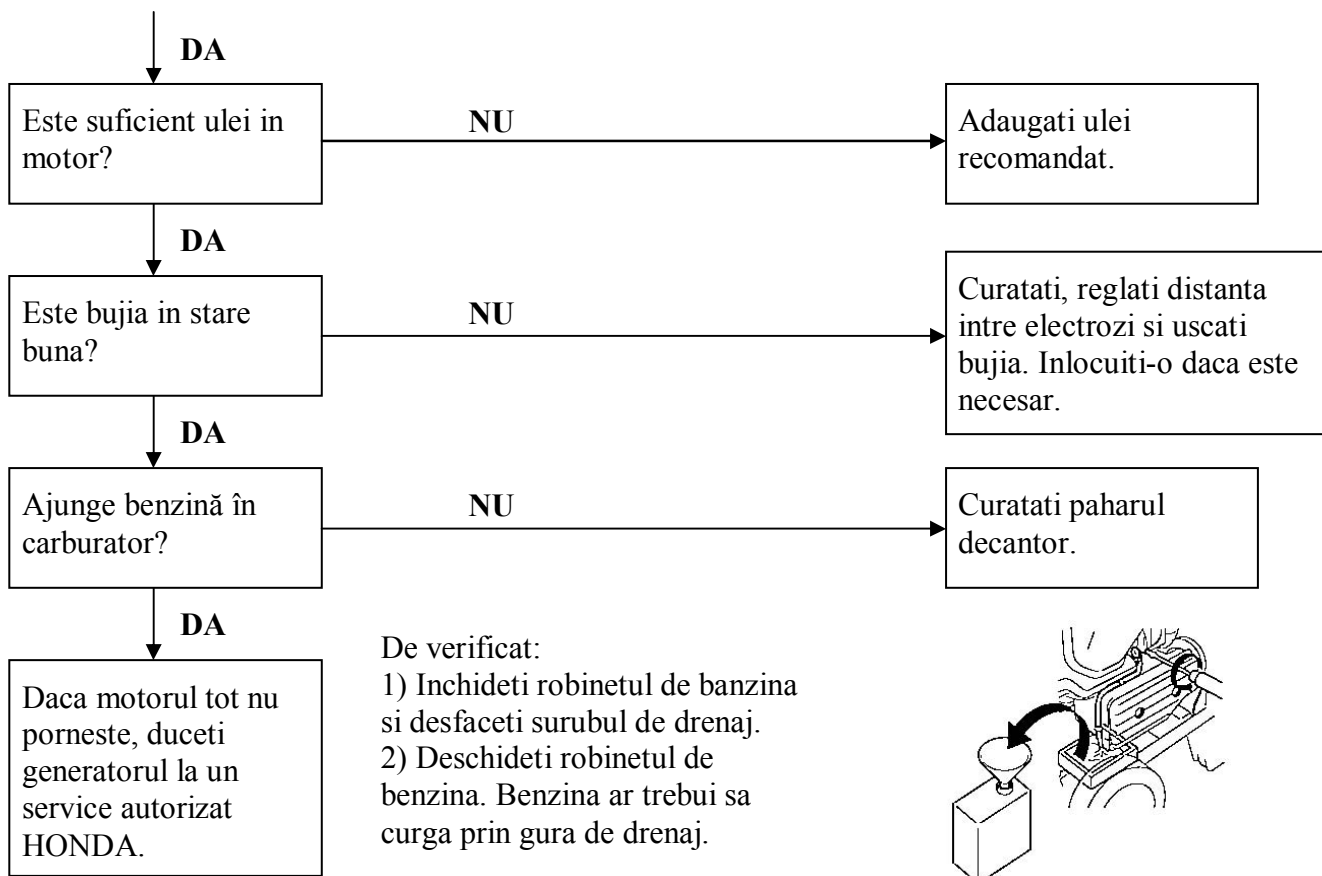 DA
Este suficient ulei in
motor?
NU
Adaugati ulei
recomandat.
DA
Este bujia in stare
buna?
NU
Curatati, reglati distanta
intre electrozi si uscati
bujia. Inlocuiti-o daca este
necesar.
DA
Ajunge benzină în
carburator?
NU
Curatati paharul
decantor.
DA
Daca motorul tot nu
porneste, duceti
generatorul la un
service autorizat
HONDA.
De verificat:
1) Inchideti robinetul de banzina
si desfaceti surubul de drenaj.
2) Deschideti robinetul de
benzina. Benzina ar trebui sa
curga prin gura de drenaj.